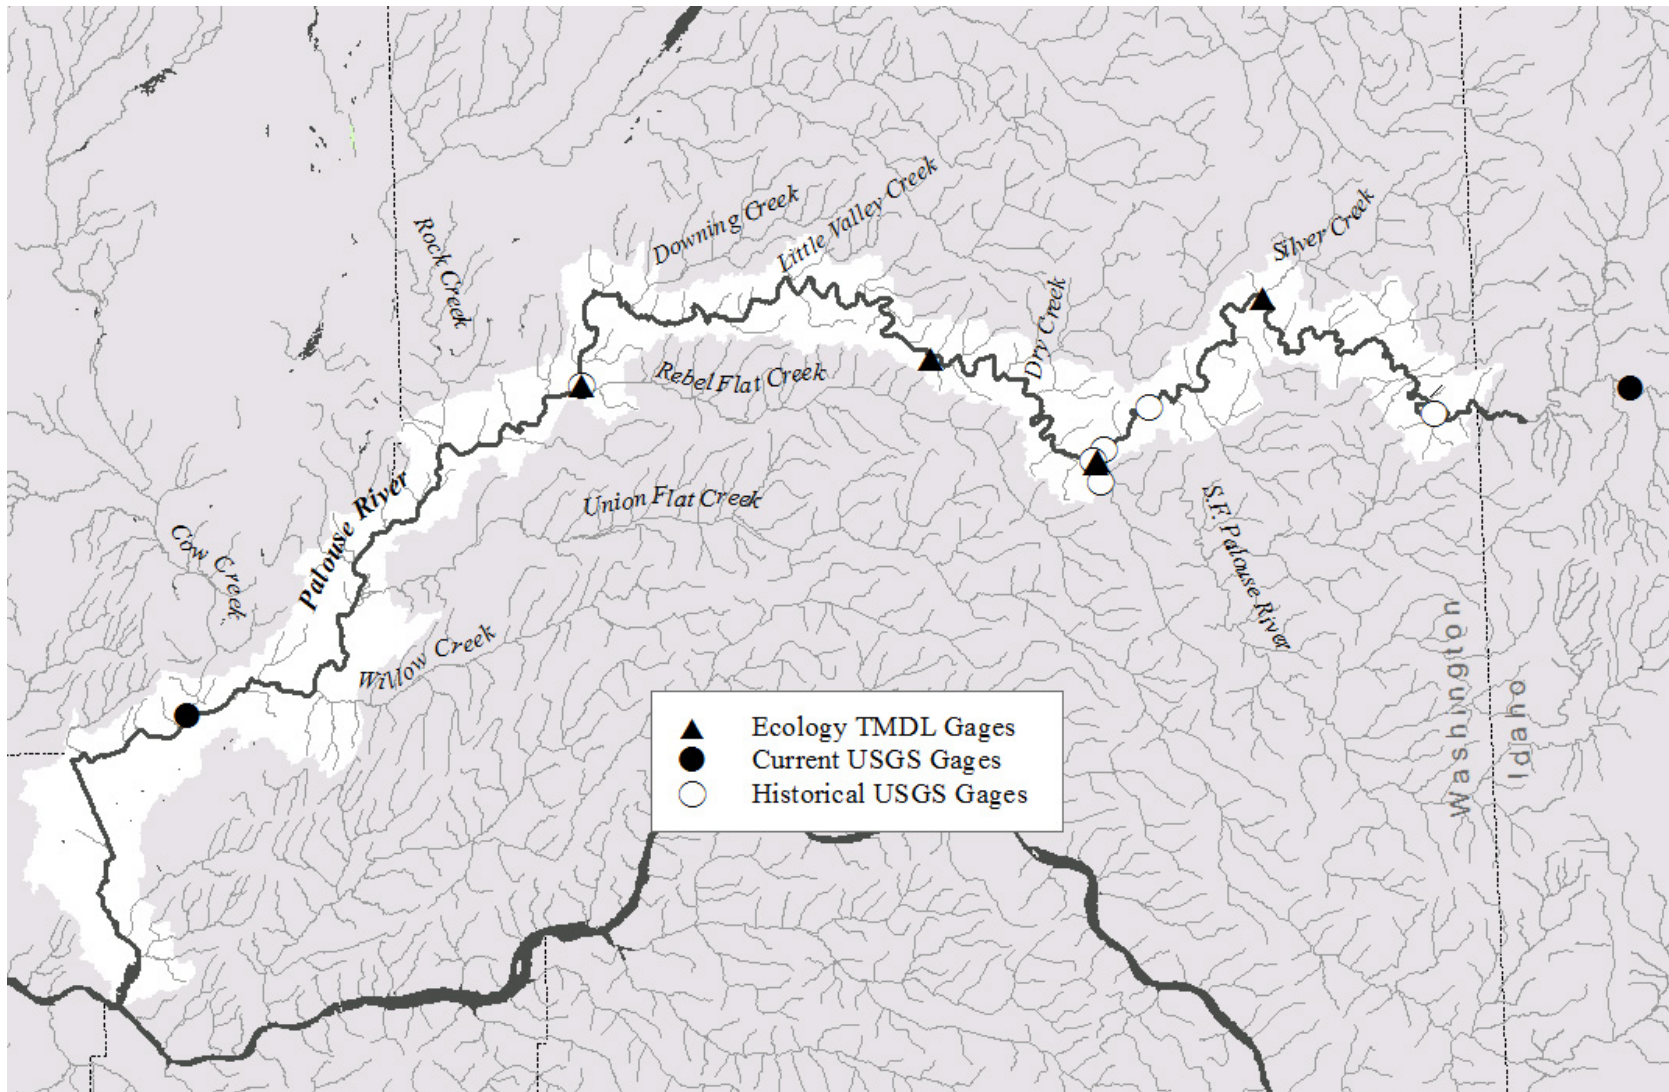 Silver Creek
Little Valley Creek
Downing Creek
Rock Creek
Dry Creek
Rebel Flat Creek
Palouse River
Union Flat Creek
S.F. Palouse River
Cow Creek
Willow Creek
Washington
Idaho
Ecology TMDL Gages
Current USGS Gages
Historical USGS Gages